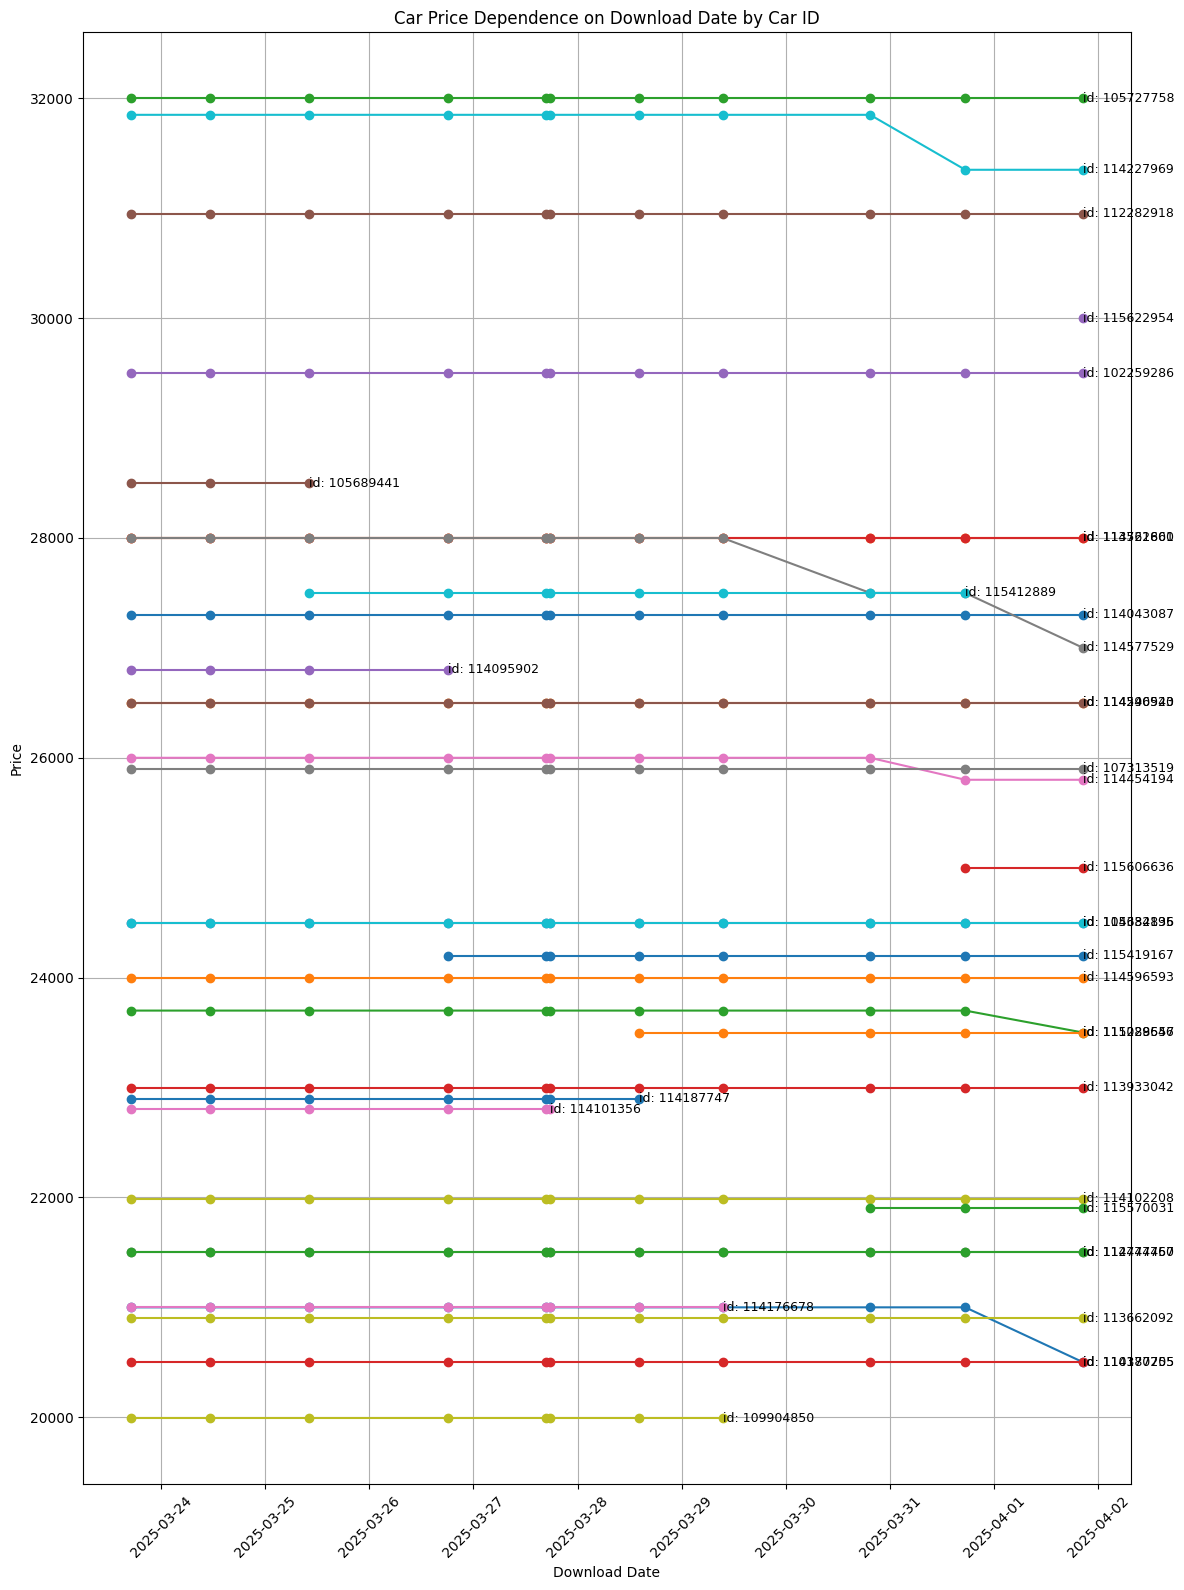 Car Price Dependence on Download Date by Car ID
32000
id: 105727758
id: 114227969
id: 112282918
30000
id: 115622954
id: 102259286
id: 105689441
28000
id: 115412889
id: 114043087
id: 114577529
id: 114095902
26000
id: 107313519
id: 114454194
id: 115606636
id: 115419167
24000
id: 114596593
id: 113933042
id: 114187747
id: 114101356
22000
id: 114102208
id: 115570031
id: 114176678
id: 113662092
20000
id: 109904850
Price
2025-03-24
2025-03-25
2025-03-26
2025-03-27
2025-03-28
2025-03-29
2025-03-30
2025-03-31
2025-04-01
2025-04-02
Download Date